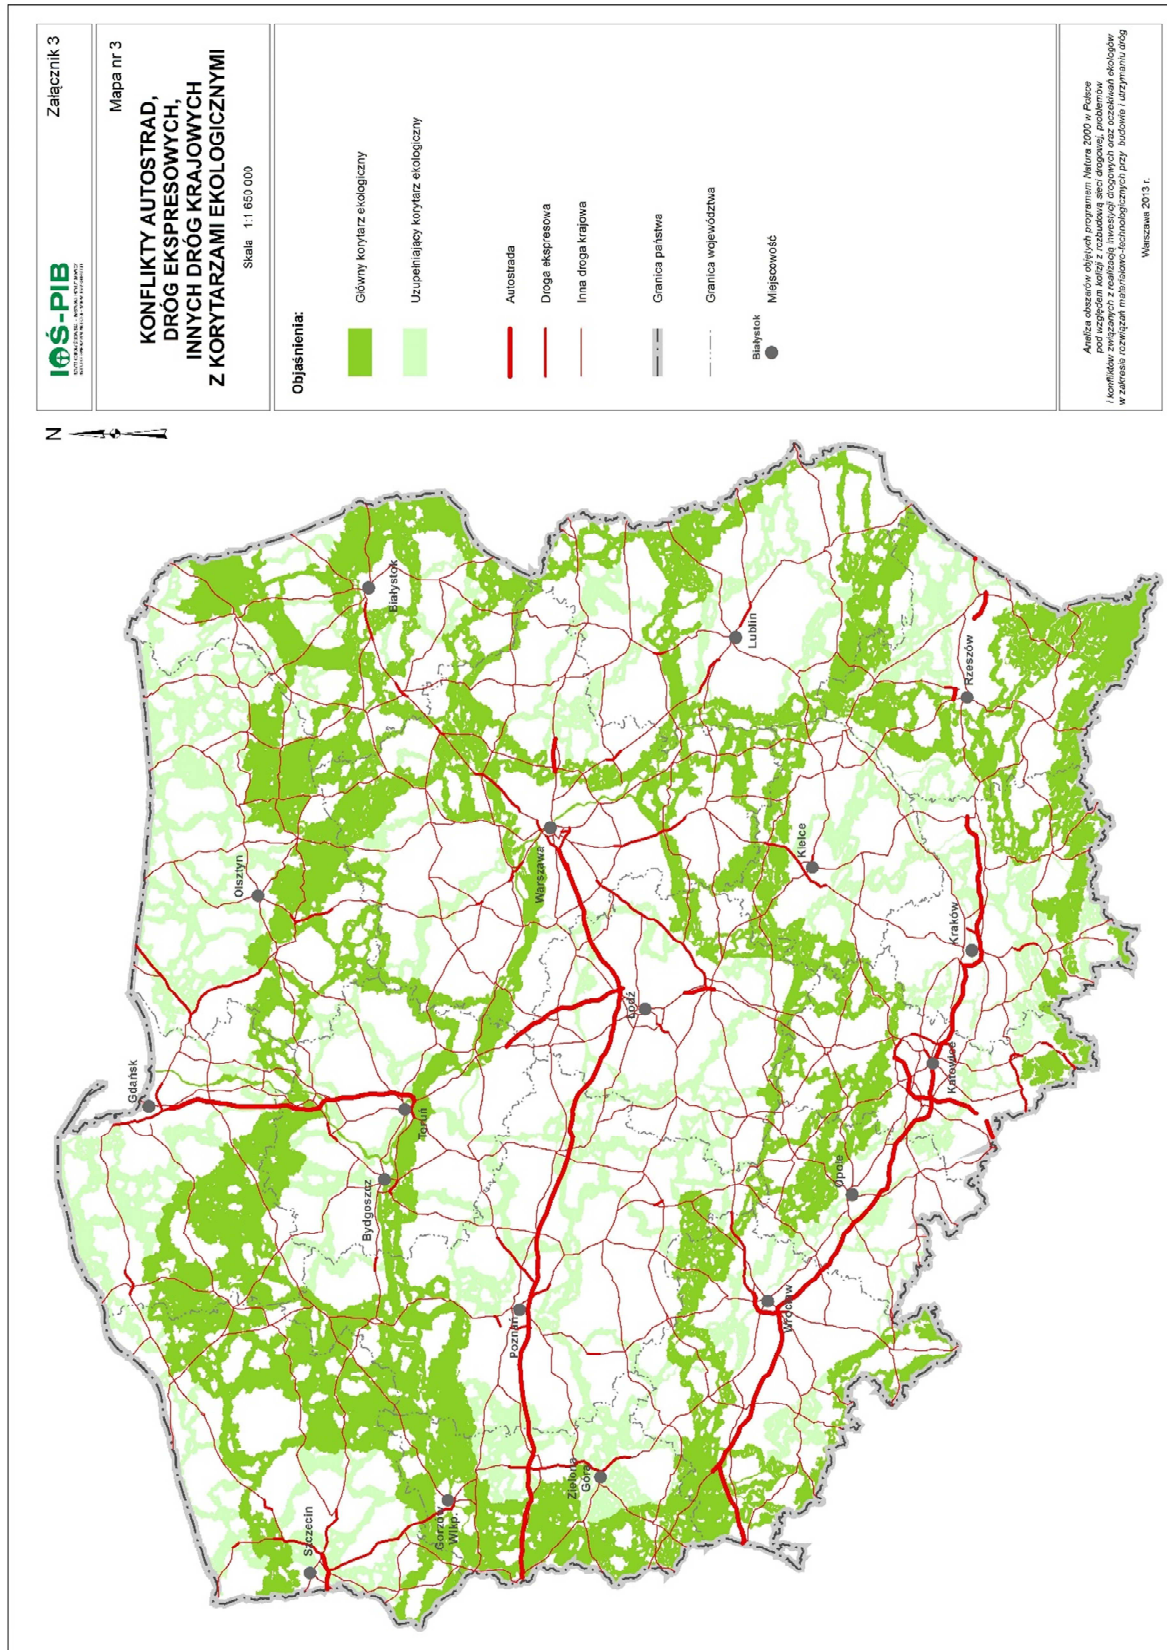 Załącznik 3
IOŚ-PIB
Mapa nr 3
KONFLIKTY AUTOSTRAD,
DRÓG EKSPRESOWYCH,
INNYCH DRÓG KRAJOWYCH
Z KORYTARZAMI EKOLOGICZNYMI
Skala 1:1 650 000
Objaśnienia:
Główny korytarz ekologiczny
Uzupełniający korytarz ekologiczny
Autostrada
Droga ekspresowa
Inna droga krajowa
Granica państwa
Granica województwa
Białystok
Miejscowość
Analiza obszarów objętych programem Natura 2000 w Polsce
pod względem kolizji z rozbudową sieci drogowej, problemów
i konfliktów związanych z realizacją inwestycji drogowych oraz oczekiwań ekologów
w zakresie rozwiązań materiałowo-technologicznych przy budowie i utrzymaniu dróg
Warszawa 2013 r.
N
Gdańsk
Olsztyn
Białystok
Szczecin
Bydgoszcz
Toruń
Gorzów
Wlkp.
Poznań
Warszawa
Zielona
Góra
Łódź
Lublin
Wrocław
Kielce
Opole
Katowice
Kraków
Rzeszów